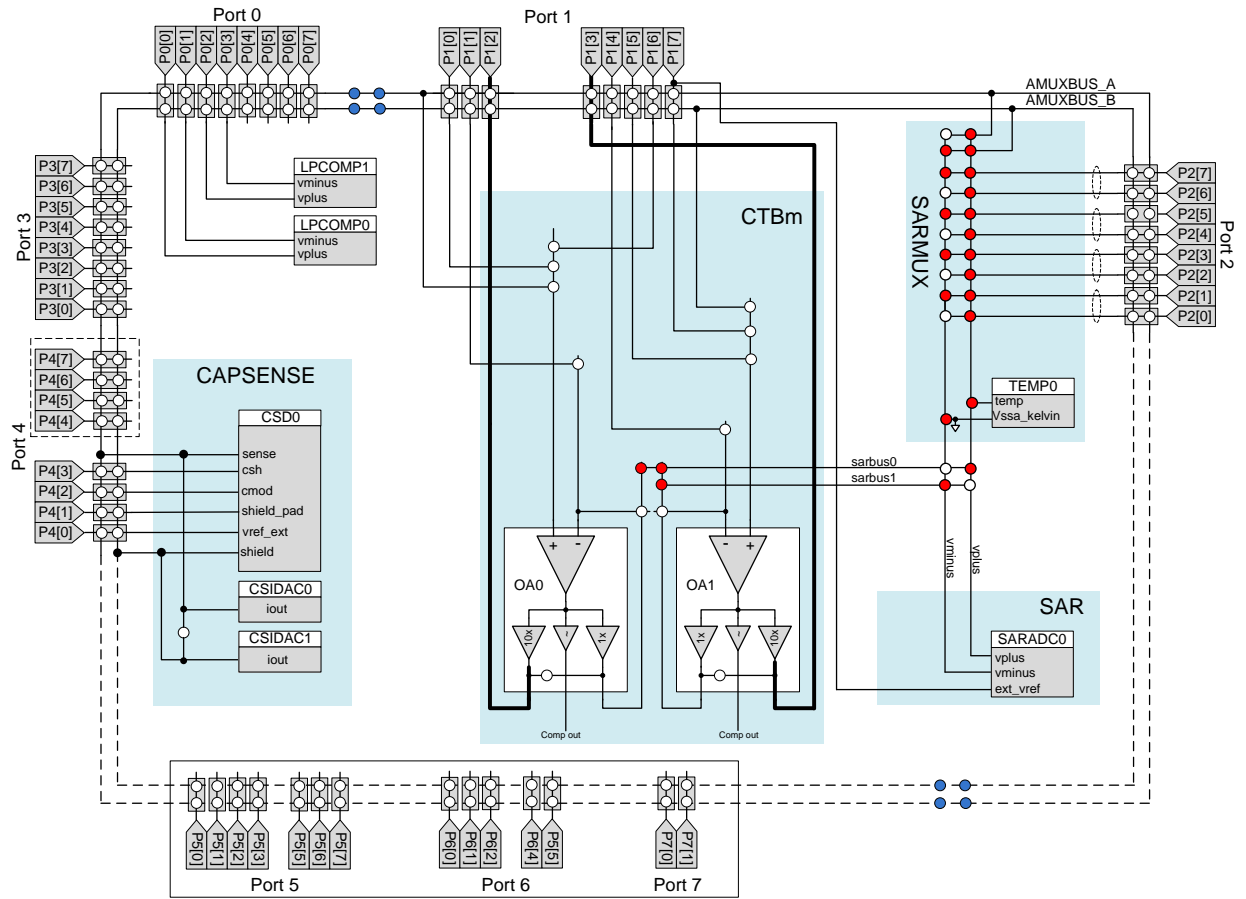 Port 0
Port 1
P0[0]
P0[1]
P0[2]
P0[3]
P0[4]
P0[5]
P0[6]
P0[7]
P1[0]
P1[1]
P1[2]
P1[3]
P1[4]
P1[5]
P1[6]
P1[7]
AMUXBUS_A
AMUXBUS_B
LPCOMP1
vminus
vplus
LPCOMP0
vminus
vplus
Port 3
P3[7]
P3[6]
P3[5]
P3[4]
P3[3]
P3[2]
P3[1]
P3[0]
CTBm
SARMUX
P2[7]
P2[6]
P2[5]
P2[4]
P2[3]
P2[2]
P2[1]
P2[0]
Port 2
Port 4
P4[7]
P4[6]
P4[5]
P4[4]
P4[3]
P4[2]
P4[1]
P4[0]
CAPSENSE
CSD0
sense
csh
cmod
shield_pad
vref_ext
shield
CSIDAC0
iout
CSIDAC1
iout
TEMP0
temp
Vssa_kelvin
sarbus0
sarbus1
+ -
OA0
10x
~
1x
Comp out
- +
OA1
1x
~
10x
Comp out
vminus
vplus
SAR
SARADC0
vplus
vminus
ext_vref
P5[0]
P5[1]
P5[2]
P5[3]
P5[5]
P5[6]
P5[7]
P6[0]
P6[1]
P6[2]
P6[4]
P5[5]
P7[0]
P7[1]
Port 5
Port 6
Port 7